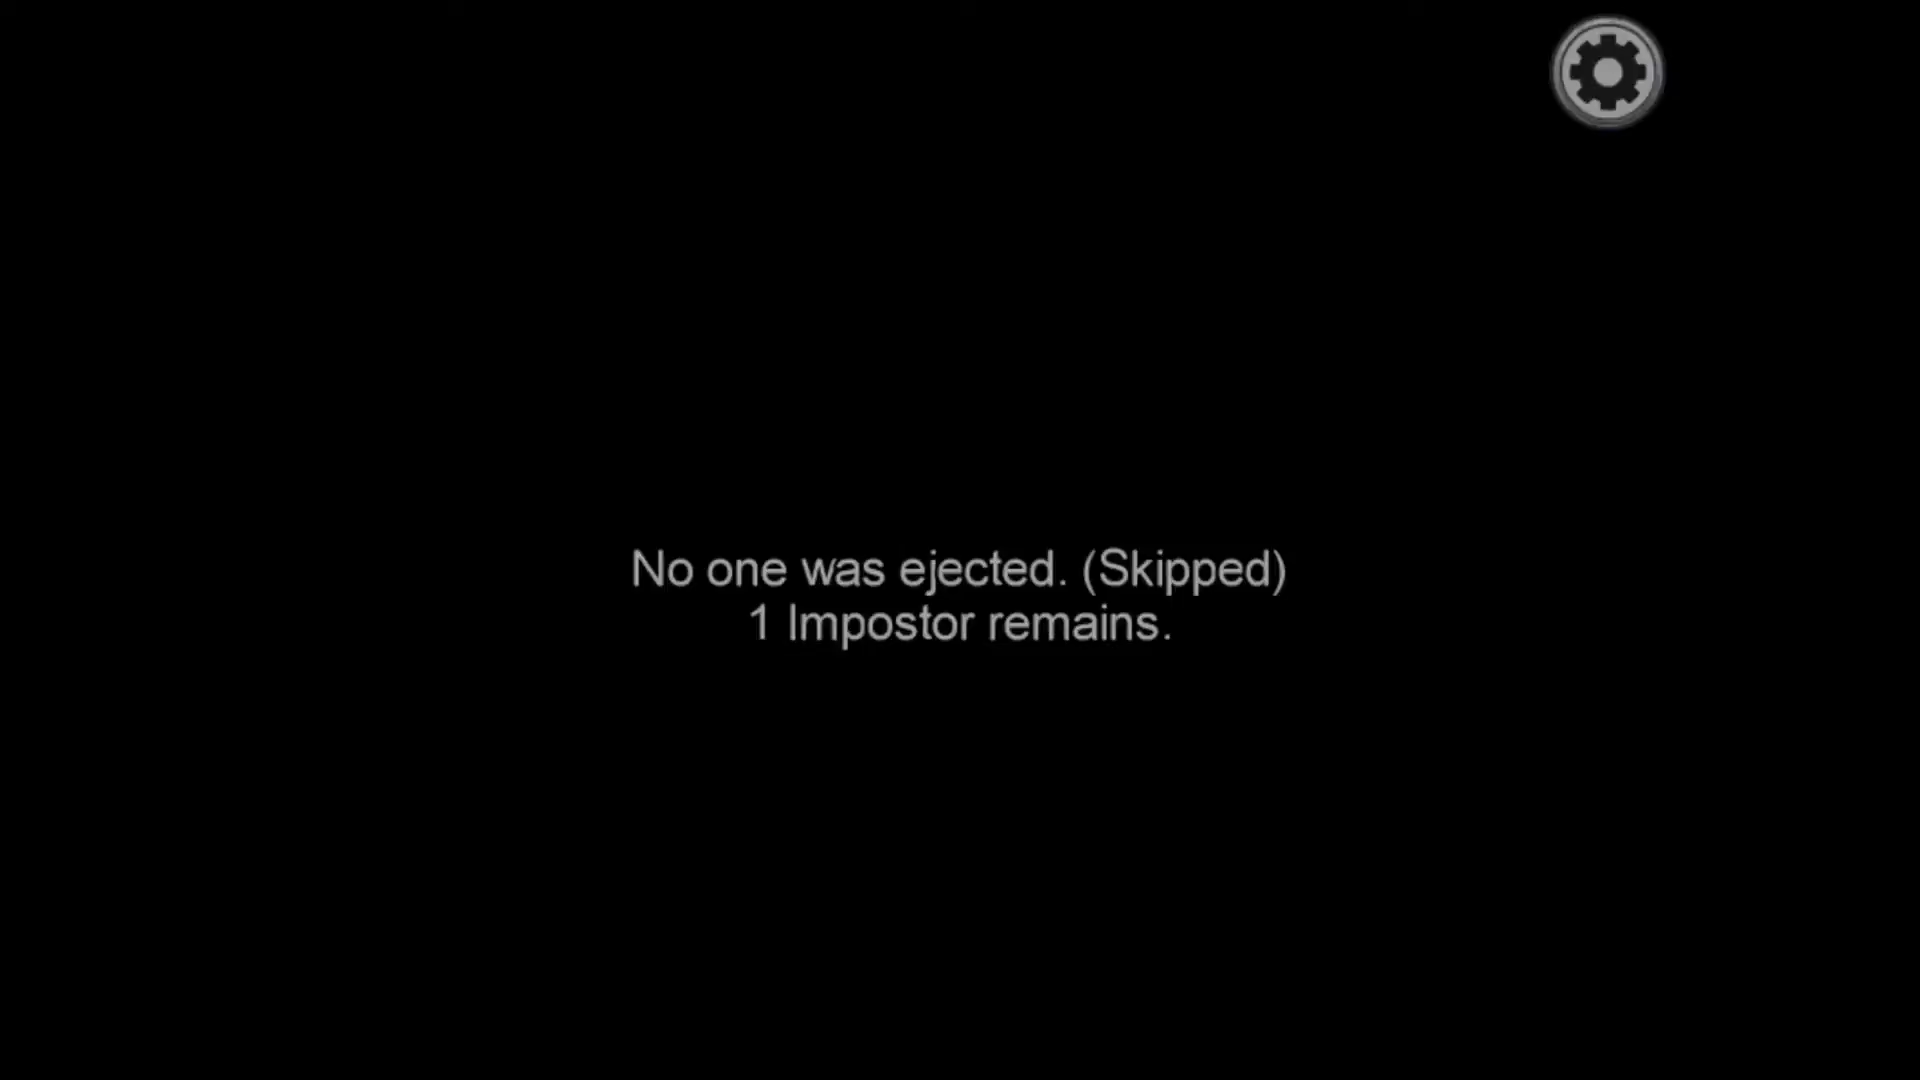 No one was ejected. (Skipped)
1 Impostor remains.